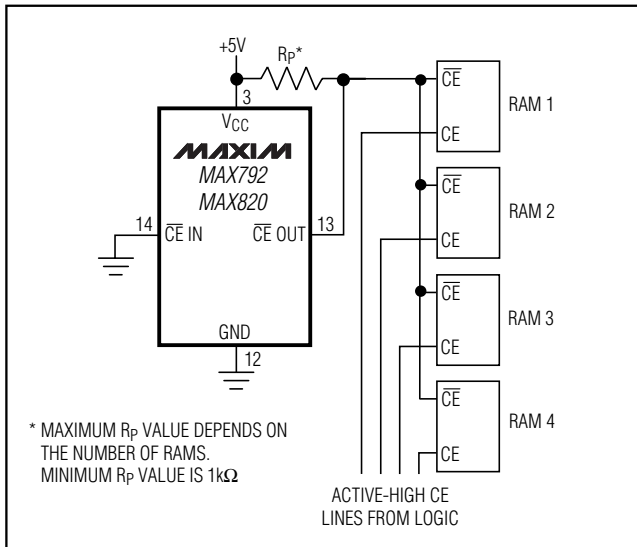 +5V
RP*
3
VCC
MAXIM
MAX792
MAX820
14
CE IN
CE OUT
13
GND
12
CE
RAM 1
CE
CE
RAM 2
CE
CE
RAM 3
CE
CE
RAM 4
CE
* MAXIMUM RP VALUE DEPENDS ON
THE NUMBER OF RAMS.
MINIMUM RP VALUE IS 1kΩ
ACTIVE-HIGH CE
LINES FROM LOGIC